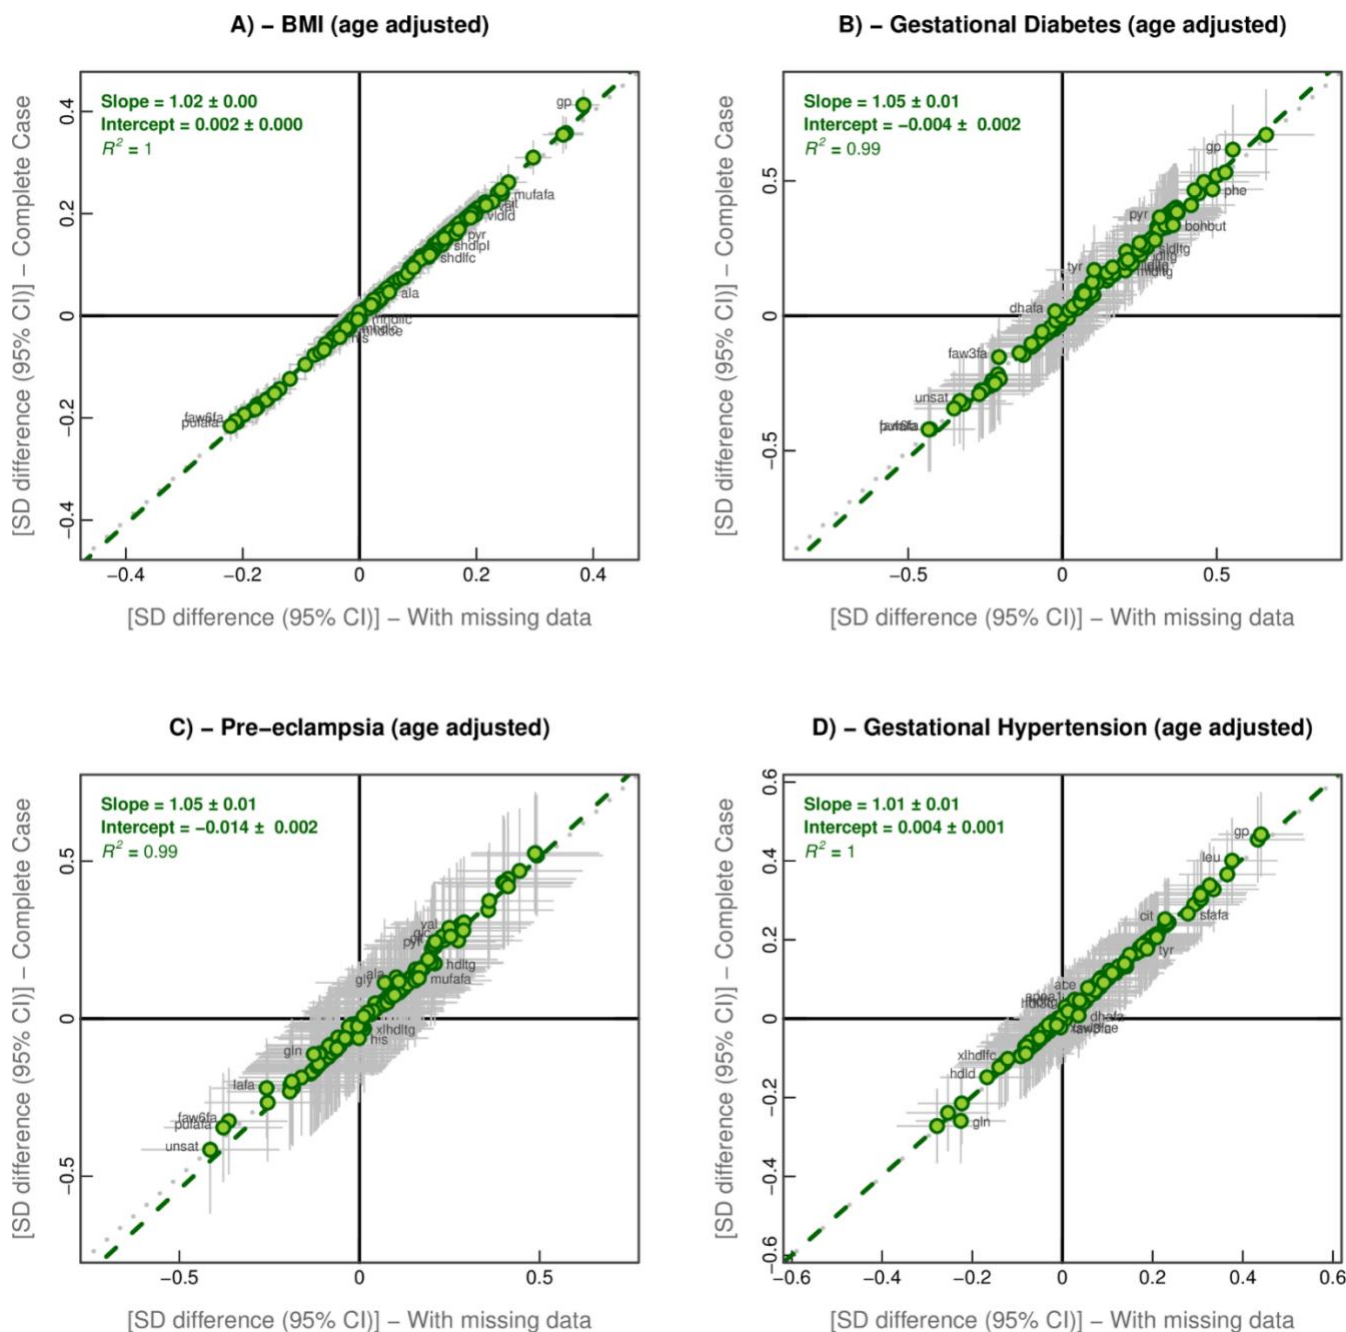 A) − BMI (age adjusted)
Slope = 1.02 ± 0.00
Intercept = 0.002 ± 0.000
R² = 1
gp
mufafa
vldld
pyr
shdlpl
shdlfc
ala
mhdlfc
his
faw6fa
pufafa
0.4
0.2
0
−0.2
−0.4
[SD difference (95% CI)] − Complete Case
−0.4 −0.2 0 0.2 0.4
[SD difference (95% CI)] − With missing data
B) − Gestational Diabetes (age adjusted)
Slope = 1.05 ± 0.01
Intercept = −0.004 ± 0.002
R² = 0.99
gp
phe
pyr
bohbut
tyr
dhafa
faw3fa
unsat
0.5
0
−0.5
[SD difference (95% CI)] − Complete Case
−0.5 0 0.5
[SD difference (95% CI)] − With missing data
C) − Pre−eclampsia (age adjusted)
Slope = 1.05 ± 0.01
Intercept = −0.014 ± 0.002
R² = 0.99
hdltg
ala
gly
mufafa
xlhdltg
his
gln
lafa
faw6fa
pufafa
unsat
0.5
0
−0.5
[SD difference (95% CI)] − Complete Case
−0.5 0 0.5
[SD difference (95% CI)] − With missing data
D) − Gestational Hypertension (age adjusted)
Slope = 1.01 ± 0.01
Intercept = 0.004 ± 0.001
R² = 1
gp
leu
cit
sfafa
tyr
ace
apoa1
dhafa
xlhdlfc
hdld
gln
0.6
0.4
0.2
0
−0.2
−0.4
−0.6
[SD difference (95% CI)] − Complete Case
−0.6 −0.4 −0.2 0 0.2 0.4 0.6
[SD difference (95% CI)] − With missing data